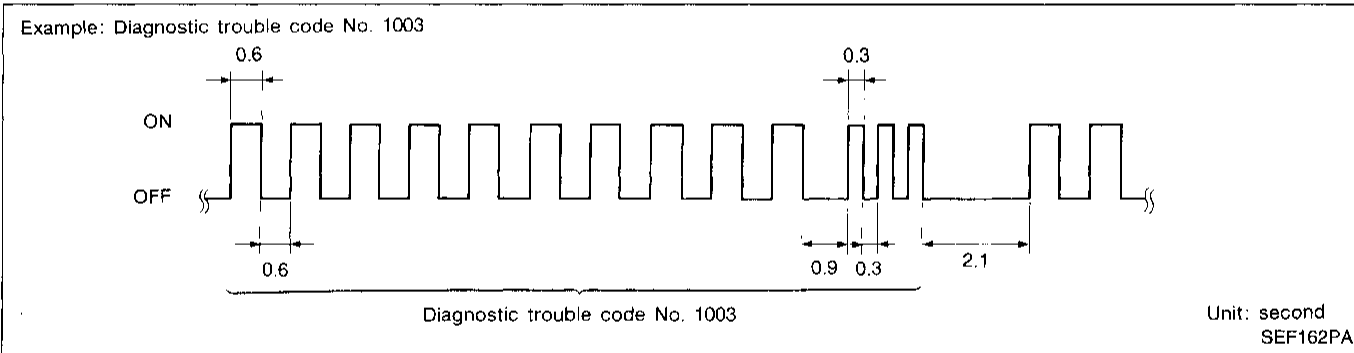 Example: Diagnostic trouble code No. 1003
0.6
0.3
ON
OFF
0.6
0.9
0.3
2.1
Diagnostic trouble code No. 1003
Unit: second
SEF162PA